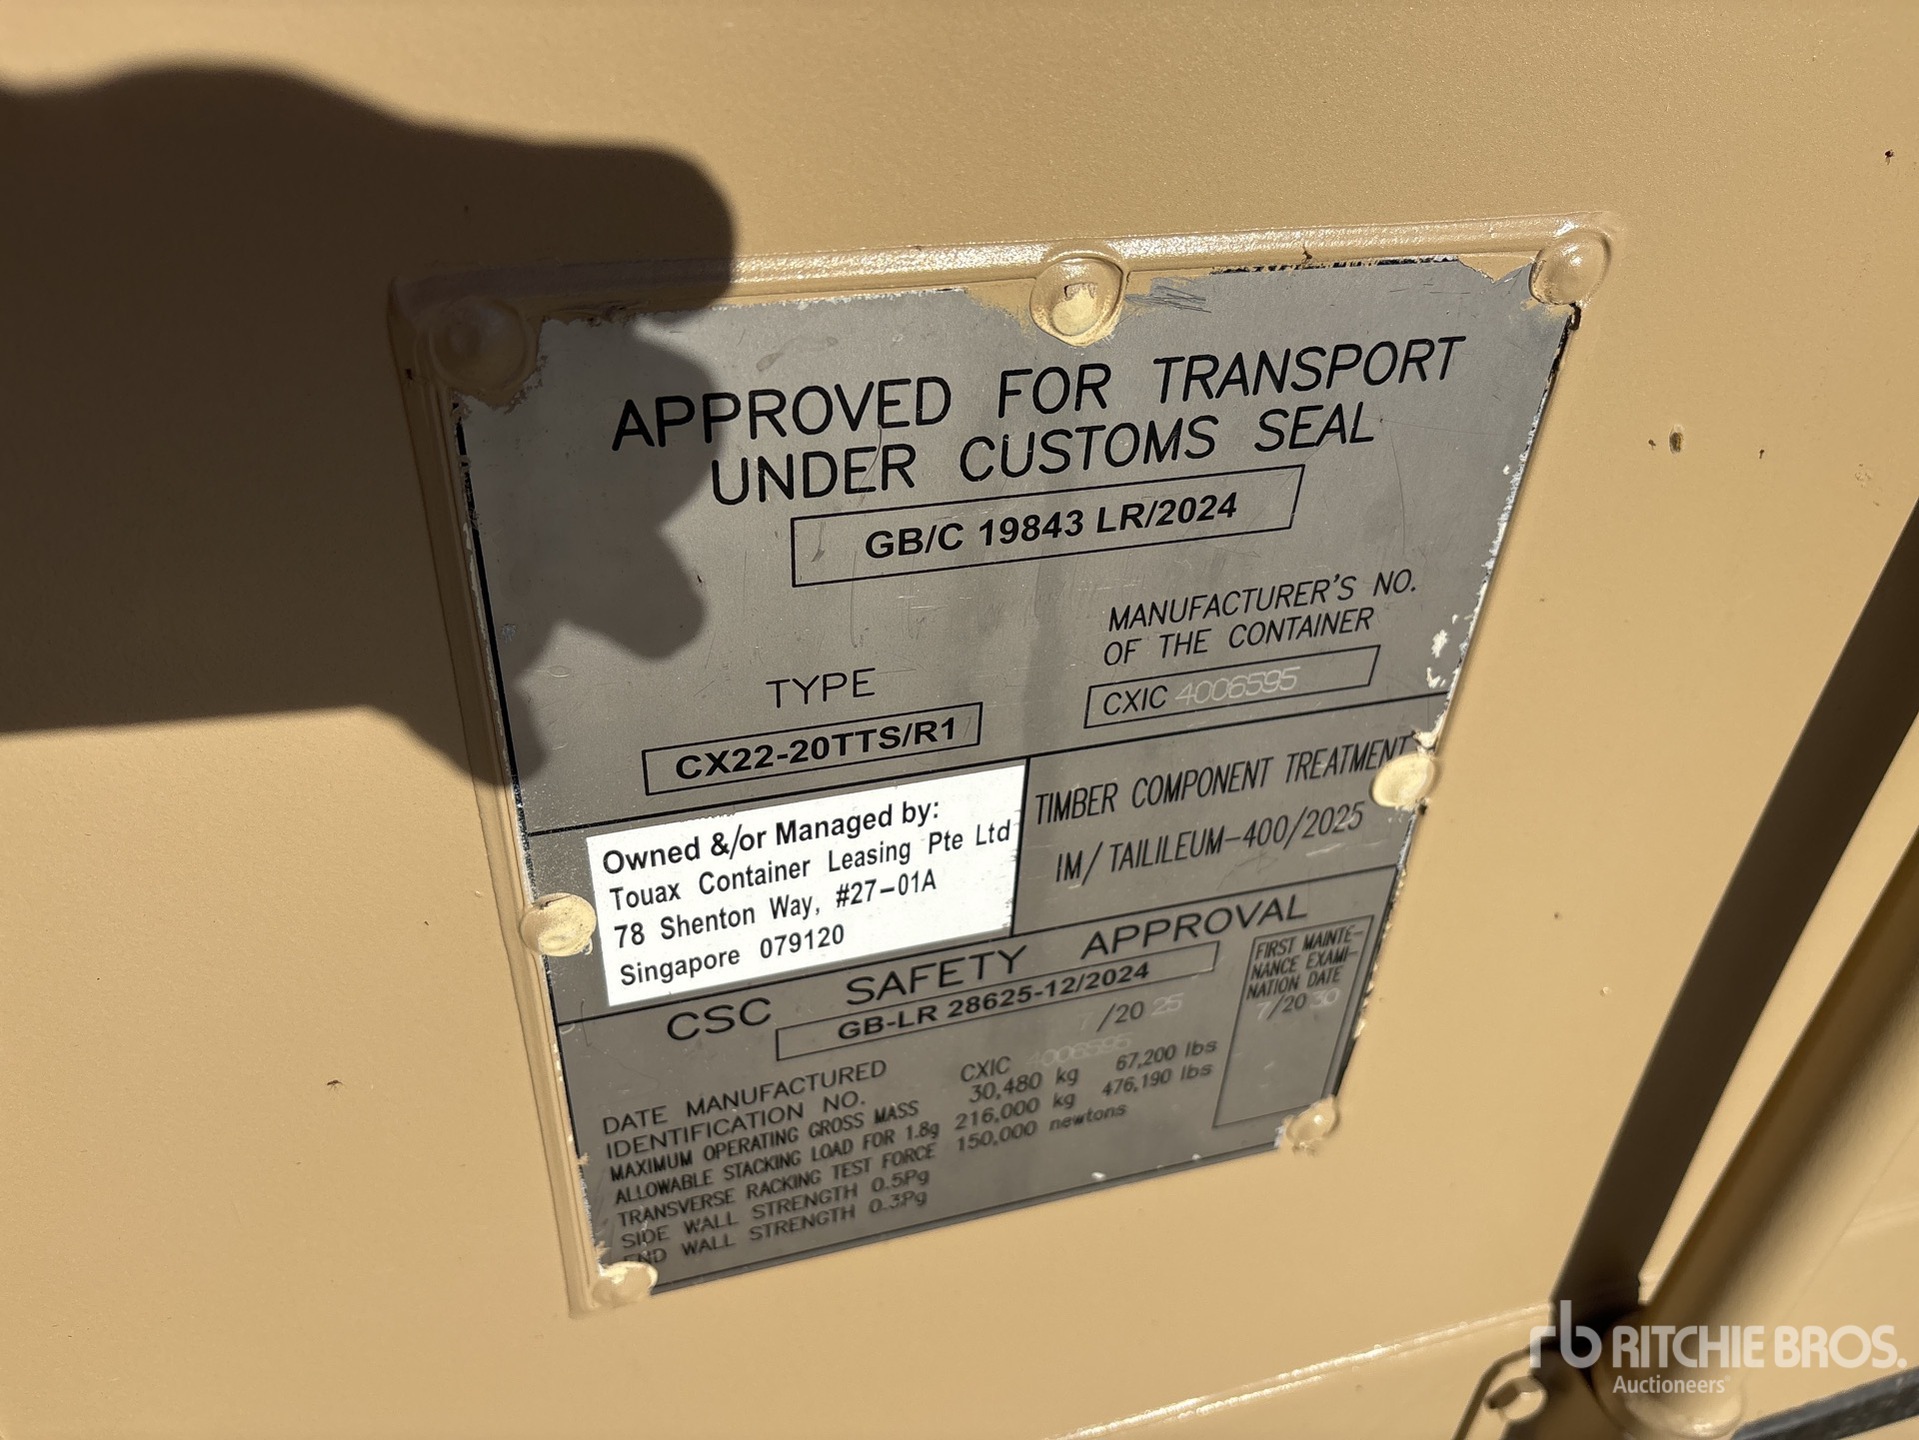 APPROVED FOR TRANSPORT
UNDER CUSTOMS SEAL
GB/C 19843 LR/2024
TYPE
CX22-20TTS/R1
MANUFACTURER'S NO.
OF THE CONTAINER
CXIC 4006595
Owned &/or Managed by:
Touax Container Leasing Pte Ltd
78 Shenton Way, #27-01A
Singapore 079120
TIMBER COMPONENT TREATMENT
IM/TAILILEUM-400/2025
CSC SAFETY APPROVAL
GB-LR 28625-12/2024
DATE MANUFACTURED 7/20 25
IDENTIFICATION NO. CXIC 4006595
MAXIMUM OPERATING GROSS MASS 30,480 kg 67,200 lbs
ALLOWABLE STACKING LOAD FOR 1.8g 216,000 kg 476,190 lbs
TRANSVERSE RACKING TEST FORCE 150,000 newtons
SIDE WALL STRENGTH 0.5Pg
END WALL STRENGTH 0.3Pg
FIRST MAINTE-
NANCE EXAMI-
NATION DATE
7/20 30
rb RITCHIE BROS.
Auctioneers